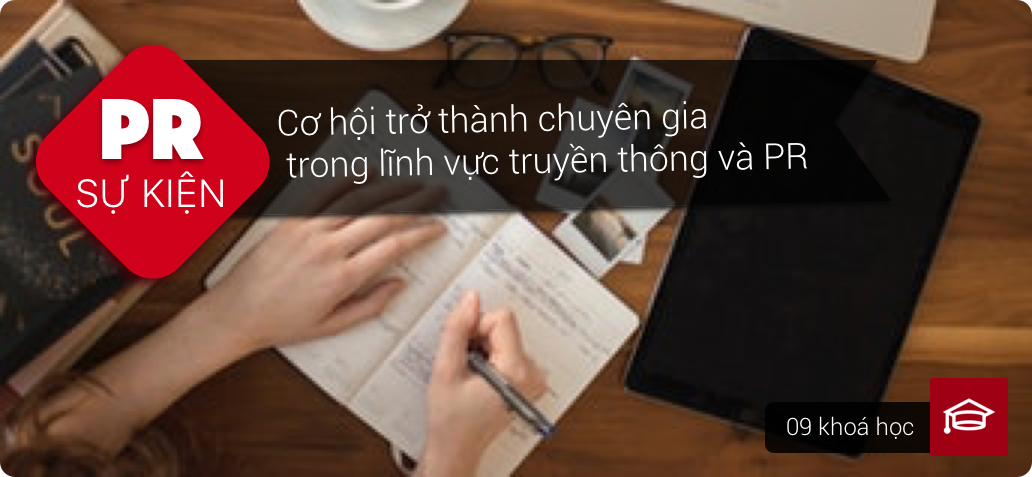 PR
SỰ KIỆN
Cơ hội trở thành chuyên gia
trong lĩnh vực truyền thông và PR
SOUL
09 khoá học